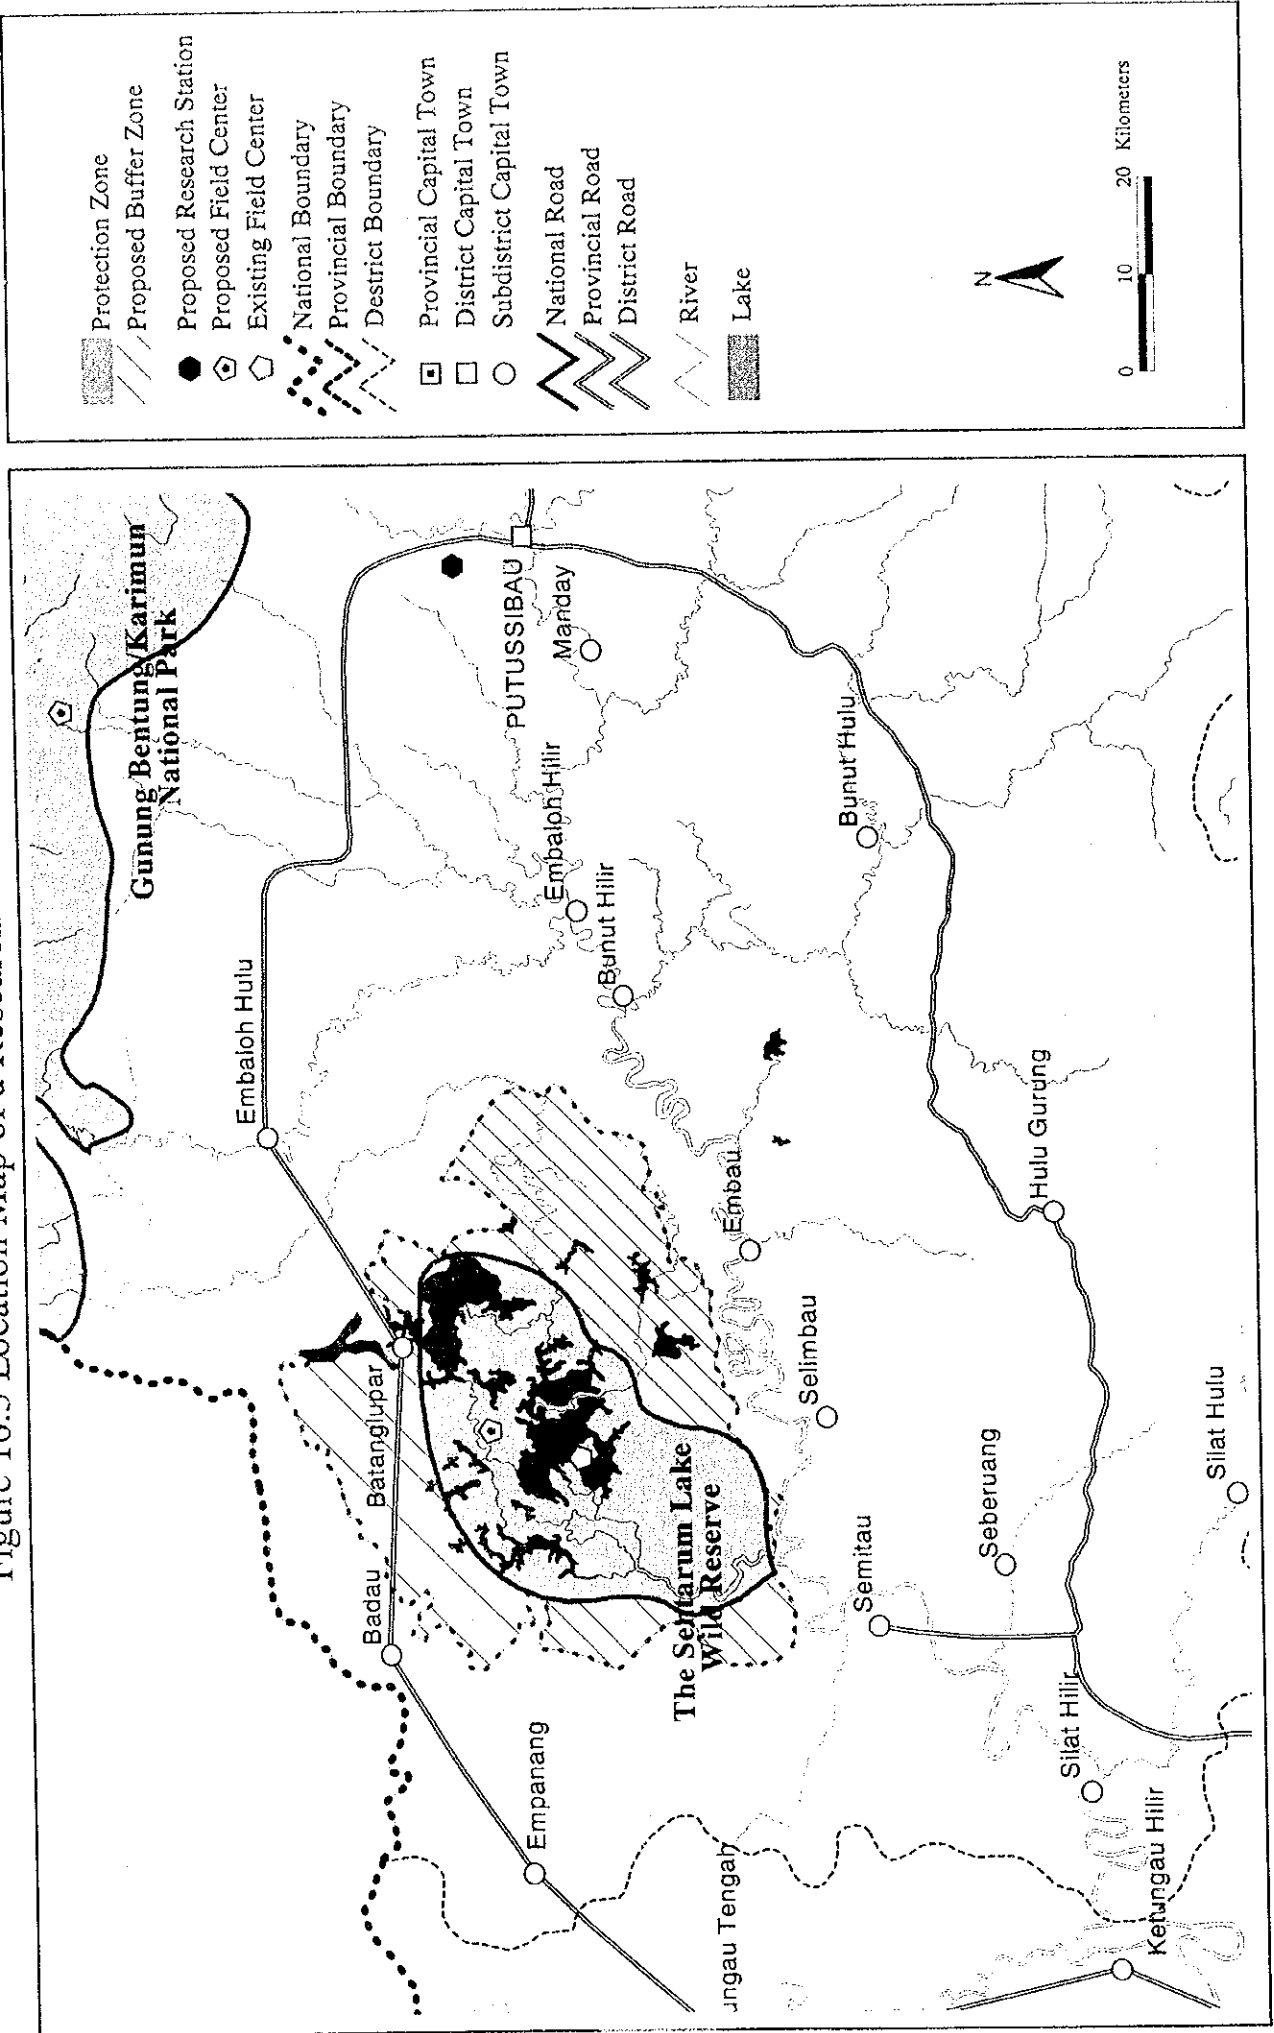 Figure 10.5 Location Map of a
Gunung Bentung/Karimun
National Park
Embaloh Hulu
PUTUSSIBAU
Manday
Embaloh Hilir
Bunut Hilir
Bunut Hulu
Batanglupar
Badau
Empanang
Embau
Selimbau
Hulu Gurung
The Sentarum Lake
Wild Reserve
Semitau
Seberuang
Silat Hulu
Silat Hilir
ungau Tengah
Ketungau Hilir
Protection Zone
Proposed Buffer Zone
Proposed Research Station
Proposed Field Center
Existing Field Center
National Boundary
Provincial Boundary
Destrict Boundary
Provincial Capital Town
District Capital Town
Subdistrict Capital Town
National Road
Provincial Road
District Road
River
Lake
N
0 10 20 Kilometers